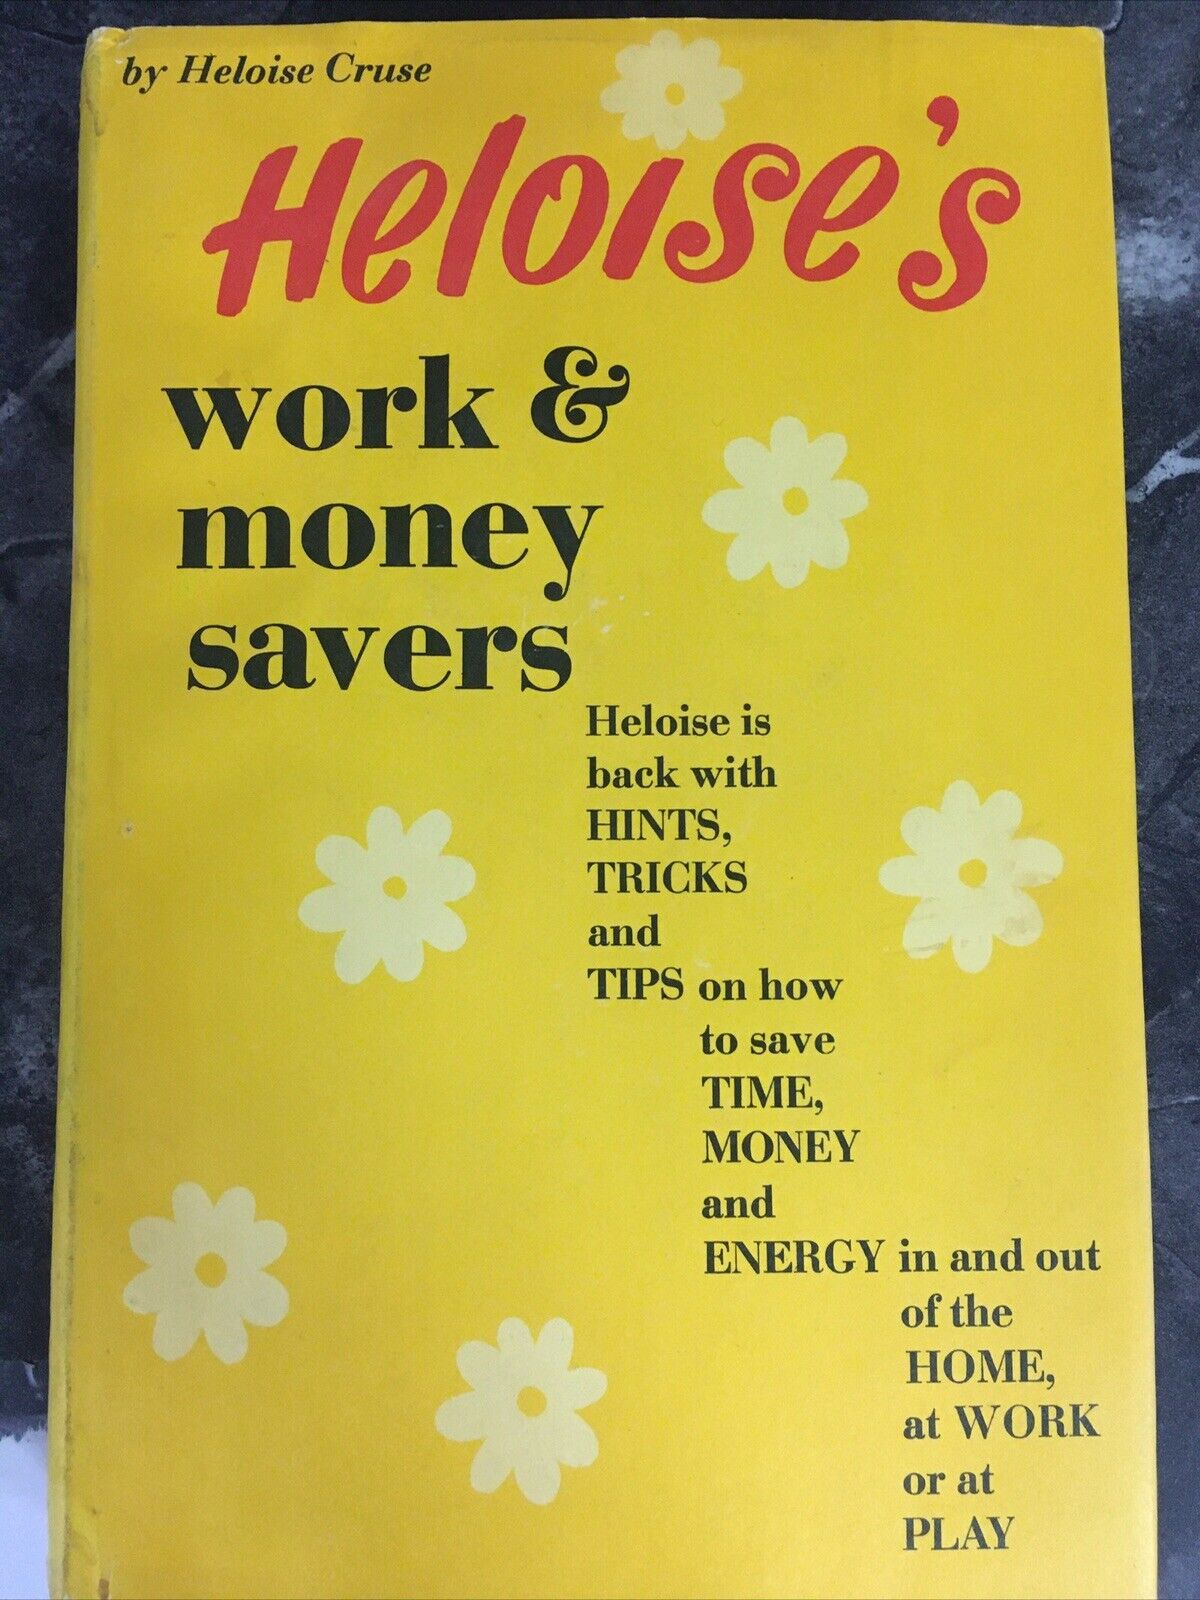 by Heloise Cruse
Heloise's
work &
money
savers
Heloise is
back with
HINTS,
TRICKS
and
TIPS on how
to save
TIME,
MONEY
and
ENERGY in and out
of the
HOME,
at WORK
or at
PLAY